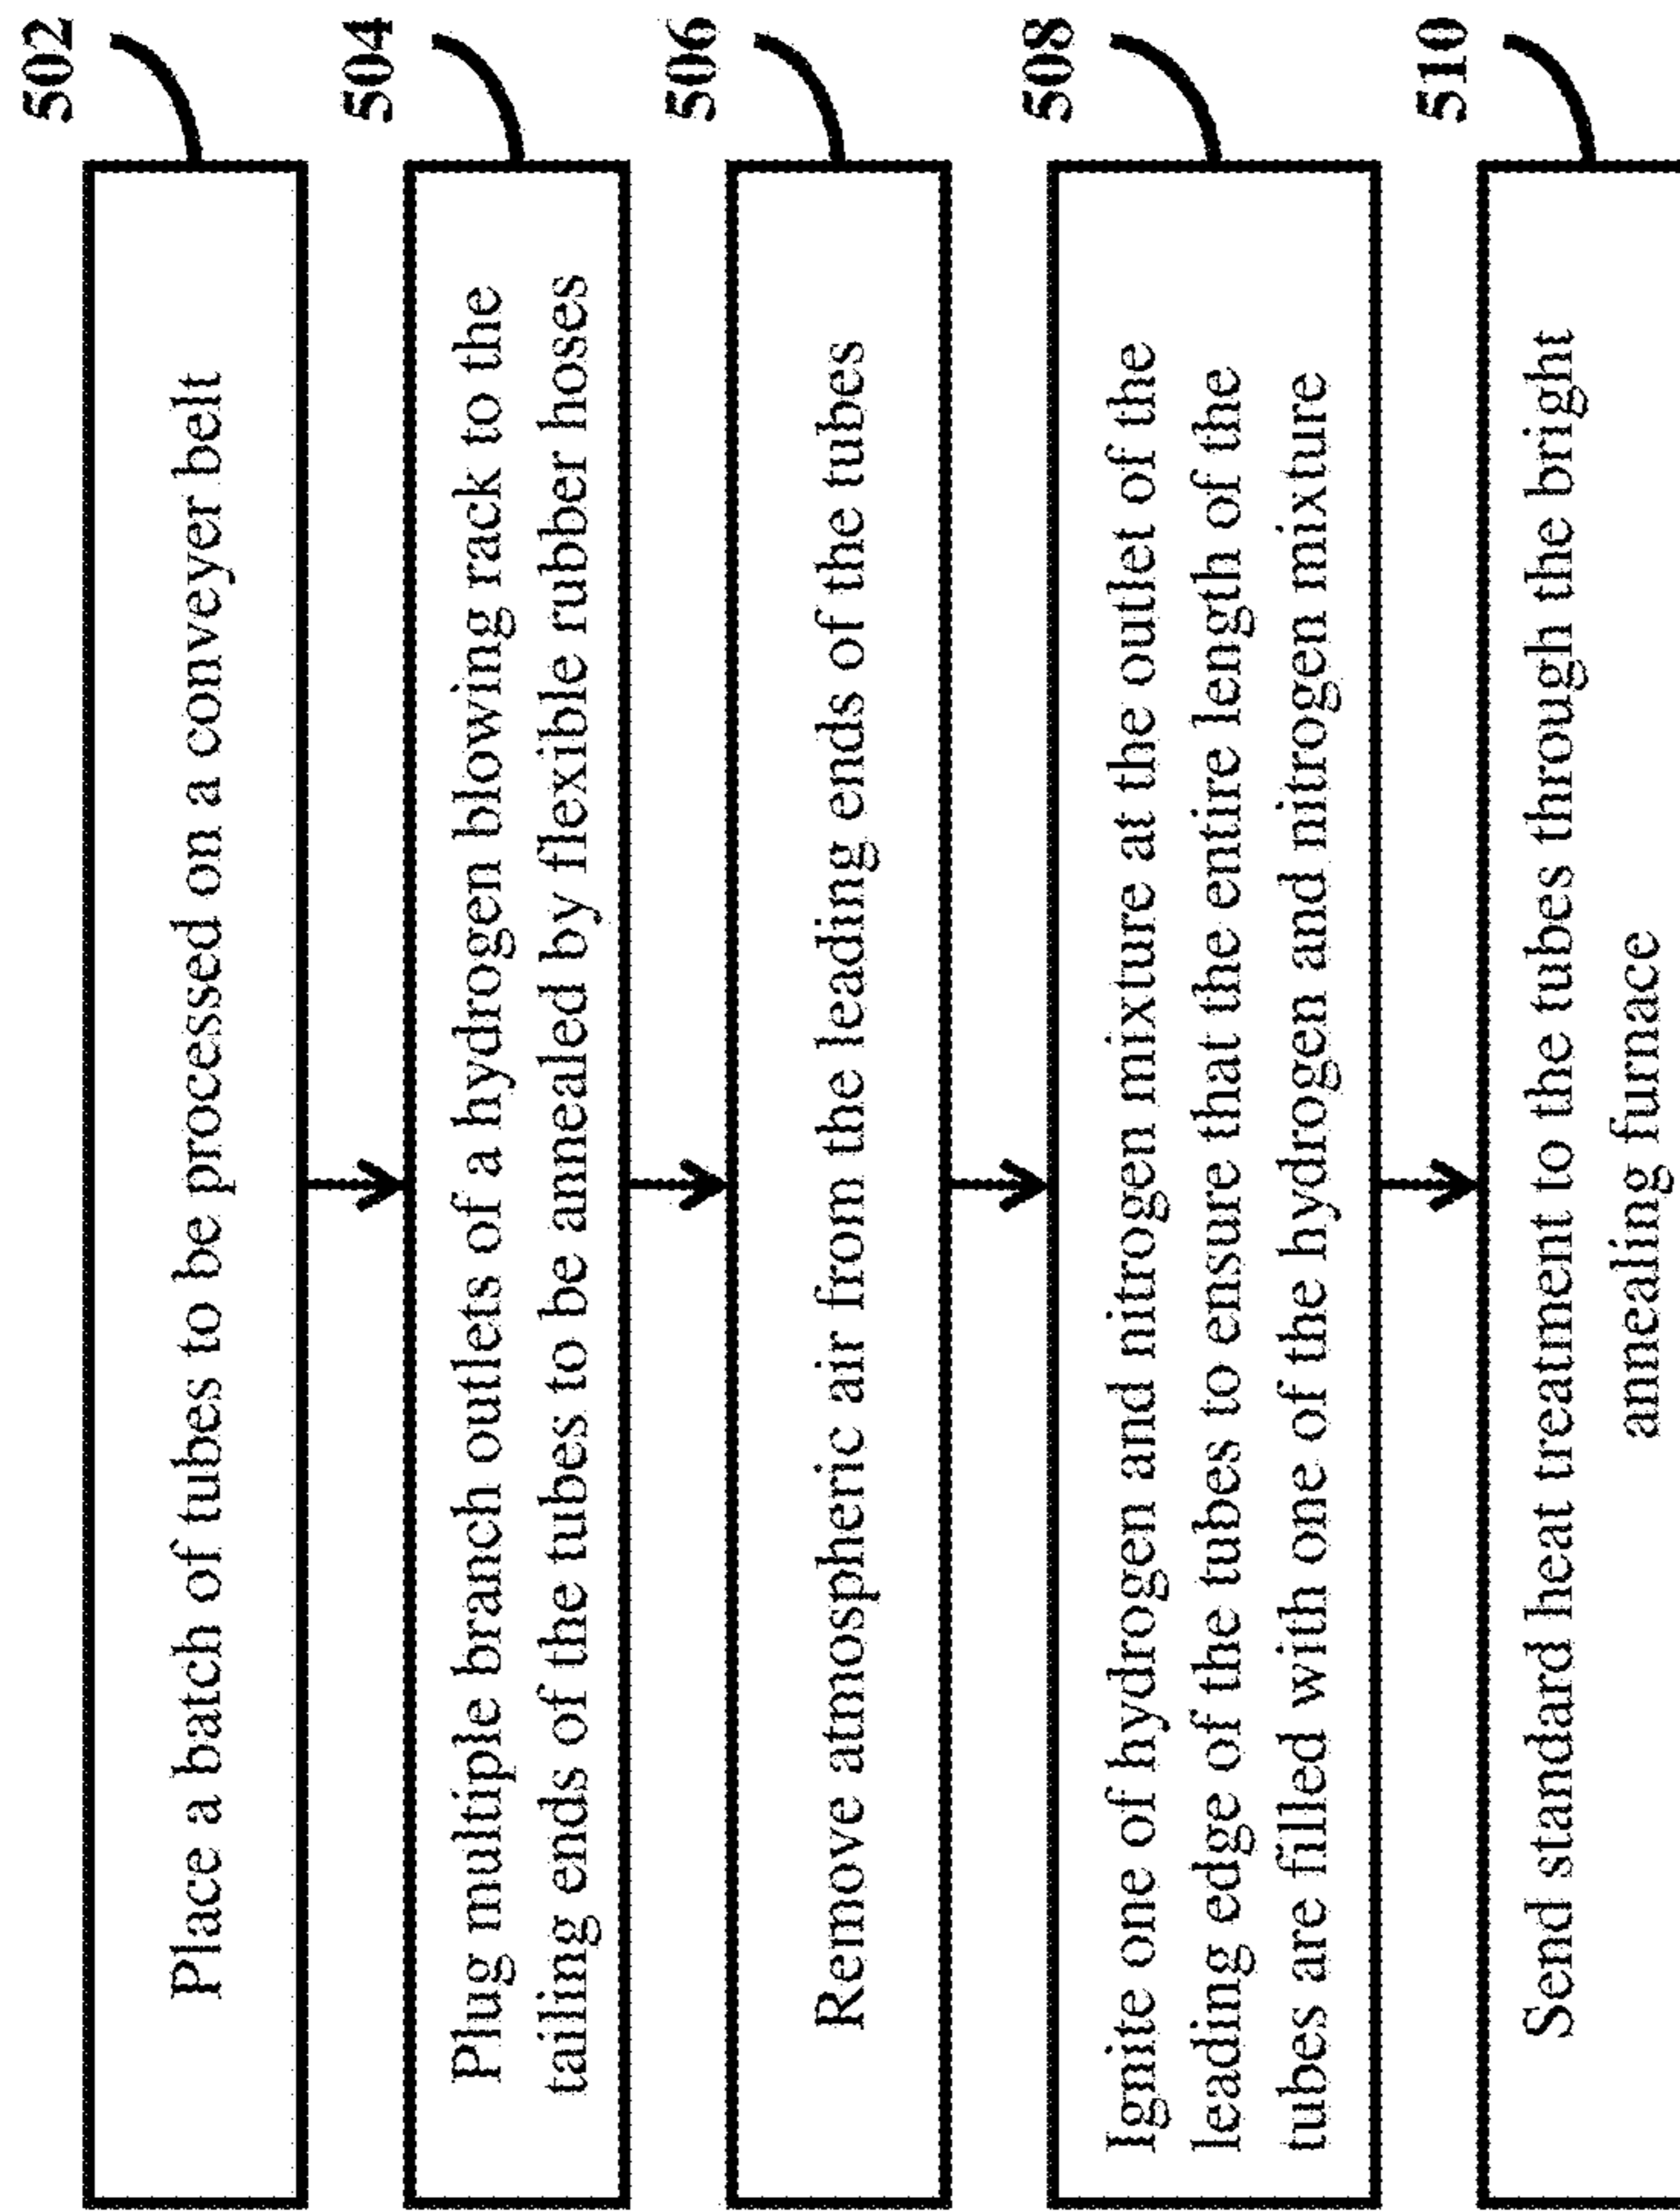 502
Place a batch of tubes to be processed on a conveyer belt
504
Plug multiple branch outlets of a hydrogen blowing rack to the
tailing ends of the tubes to be annealed by flexible rubber hoses
506
Remove atmospheric air from the leading ends of the tubes
508
Ignite one of hydrogen and nitrogen mixture at the outlet of the
leading edge of the tubes to ensure that the entire length of the
tubes are filled with one of the hydrogen and nitrogen mixture
510
Send standard heat treatment to the tubes through the bright
annealing furnace